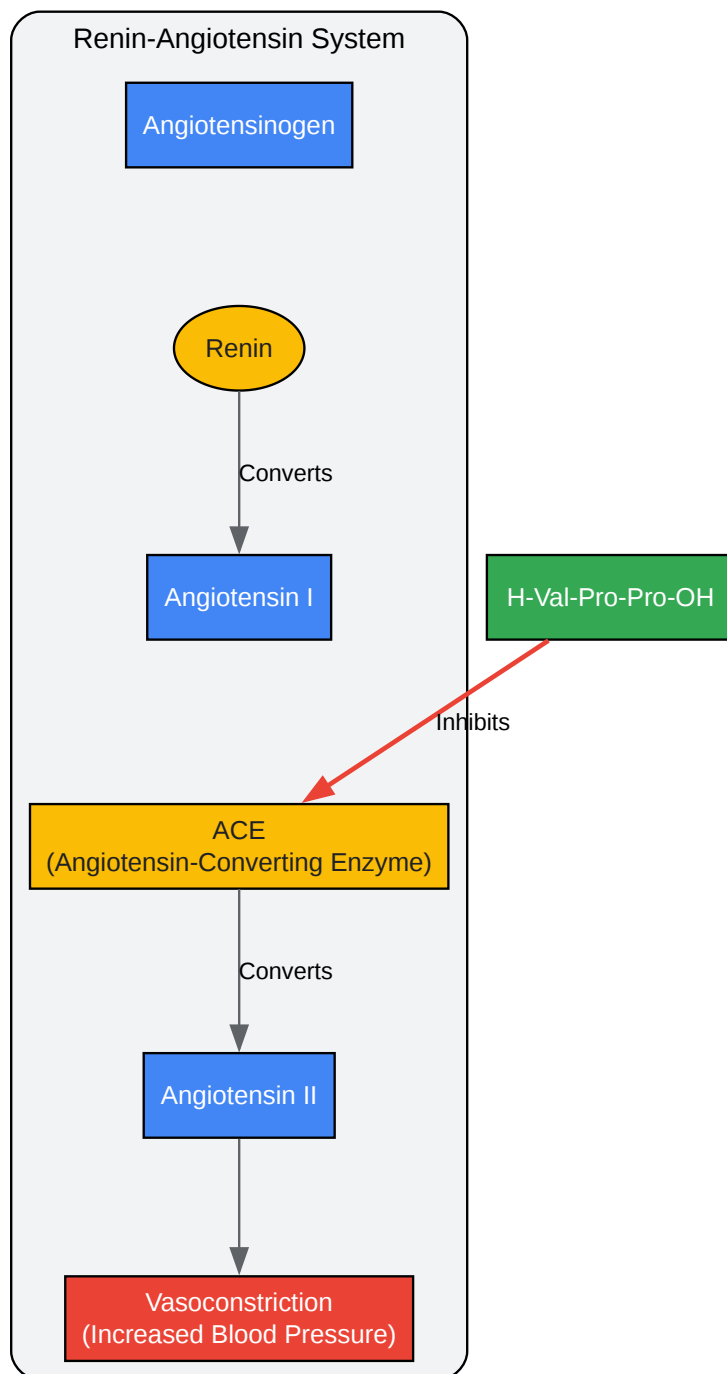 Renin-Angiotensin System
Angiotensinogen
Renin
Converts
Angiotensin I
H-Val-Pro-Pro-OH
Inhibits
ACE
(Angiotensin-Converting Enzyme)
Converts
Angiotensin II
Vasoconstriction
(Increased Blood Pressure)